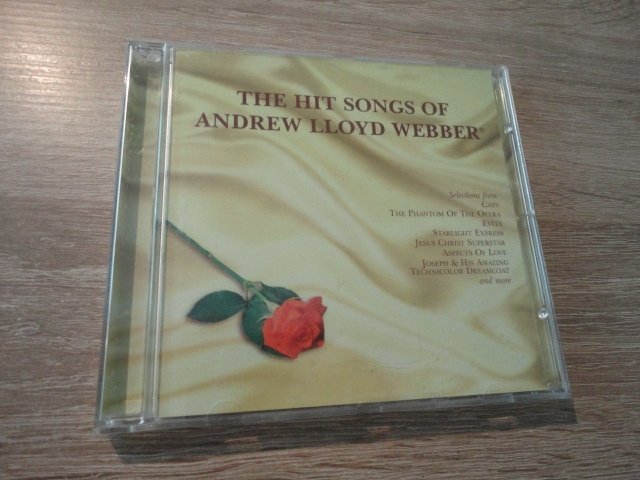 THE HIT SONGS OF
ANDREW LLOYD WEBBER®
Selections from -
CATS
THE PHANTOM OF THE OPERA
EVITA
STARLIGHT EXPRESS
JESUS CHRIST SUPERSTAR
ASPECTS OF LOVE
JOSEPH & HIS AMAZING
TECHNICOLOR DREAMCOAT
and more